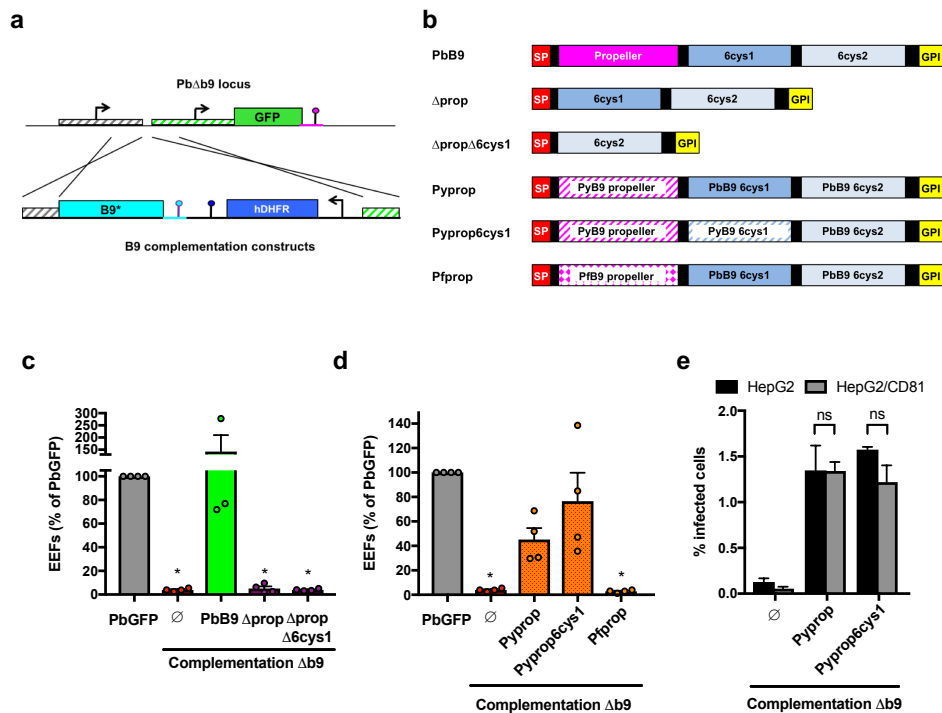 a
PbΔb9 locus
GFP
B9*
hDHFR
B9 complementation constructs
b
PbB9
SP
Propeller
6cys1
6cys2
GPI
Δprop
SP
6cys1
6cys2
GPI
ΔpropΔ6cys1
SP
6cys2
GPI
Pyprop
SP
PyB9 propeller
PbB9 6cys1
PbB9 6cys2
GPI
Pyprop6cys1
SP
PyB9 propeller
PyB9 6cys1
PbB9 6cys2
GPI
Pfprop
SP
PfB9 propeller
PbB9 6cys1
PbB9 6cys2
GPI
c
EEFs (% of PbGFP)
300
250
200
150
100
80
60
40
20
0
*
*
*
PbGFP
∅
PbB9
Δprop
Δprop
Δ6cys1
Complementation Δb9
d
EEFs (% of PbGFP)
140
120
100
80
60
40
20
0
*
*
PbGFP
∅
Pyprop
Pyprop6cys1
Pfprop
Complementation Δb9
e
HepG2
HepG2/CD81
% infected cells
2.0
1.5
1.0
0.5
0.0
ns
ns
∅
Pyprop
Pyprop6cys1
Complementation Δb9